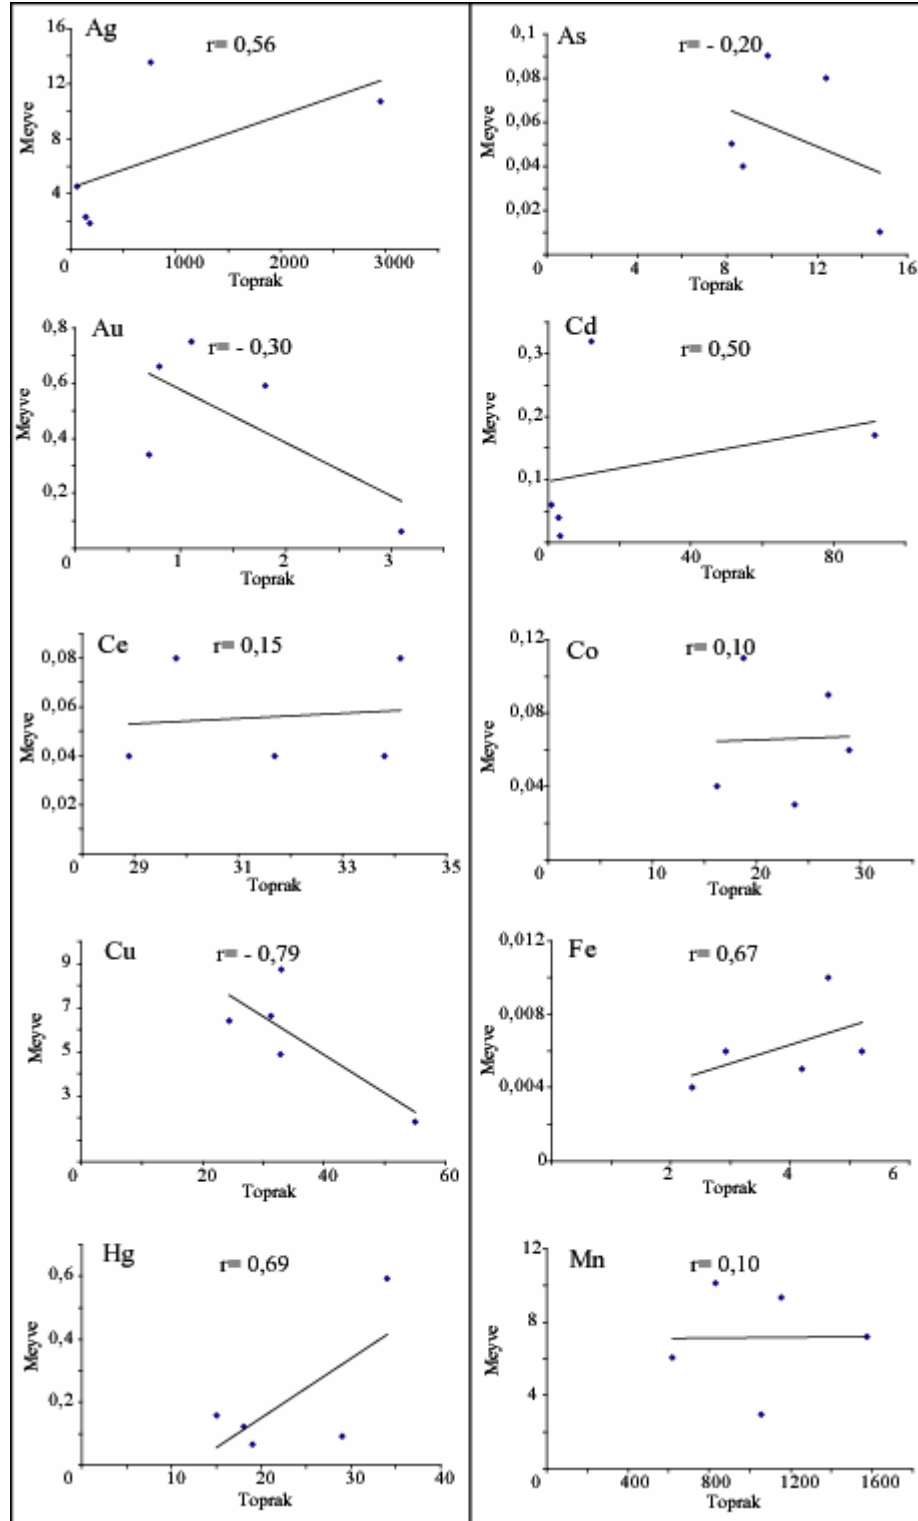 Ag
r= 0,56
16
12
8
4
0
1000
2000
3000
Meyve
Toprak
As
r= - 0,20
0,1
0,08
0,06
0,04
0,02
0
4
8
12
16
Meyve
Toprak
Au
r= - 0,30
0,8
0,6
0,4
0,2
0
1
2
3
Meyve
Toprak
Cd
r= 0,50
0,3
0,2
0,1
0
40
80
Meyve
Toprak
Ce
r= 0,15
0,08
0,06
0,04
0,02
0
29
31
33
35
Meyve
Toprak
Co
r= 0,10
0,12
0,08
0,04
0
10
20
30
Meyve
Toprak
Cu
r= - 0,79
9
7
5
3
0
20
40
60
Meyve
Toprak
Fe
r= 0,67
0,012
0,008
0,004
0
2
4
6
Meyve
Toprak
Hg
r= 0,69
0,6
0,4
0,2
0
10
20
30
40
Meyve
Toprak
Mn
r= 0,10
12
8
4
0
400
800
1200
1600
Meyve
Toprak